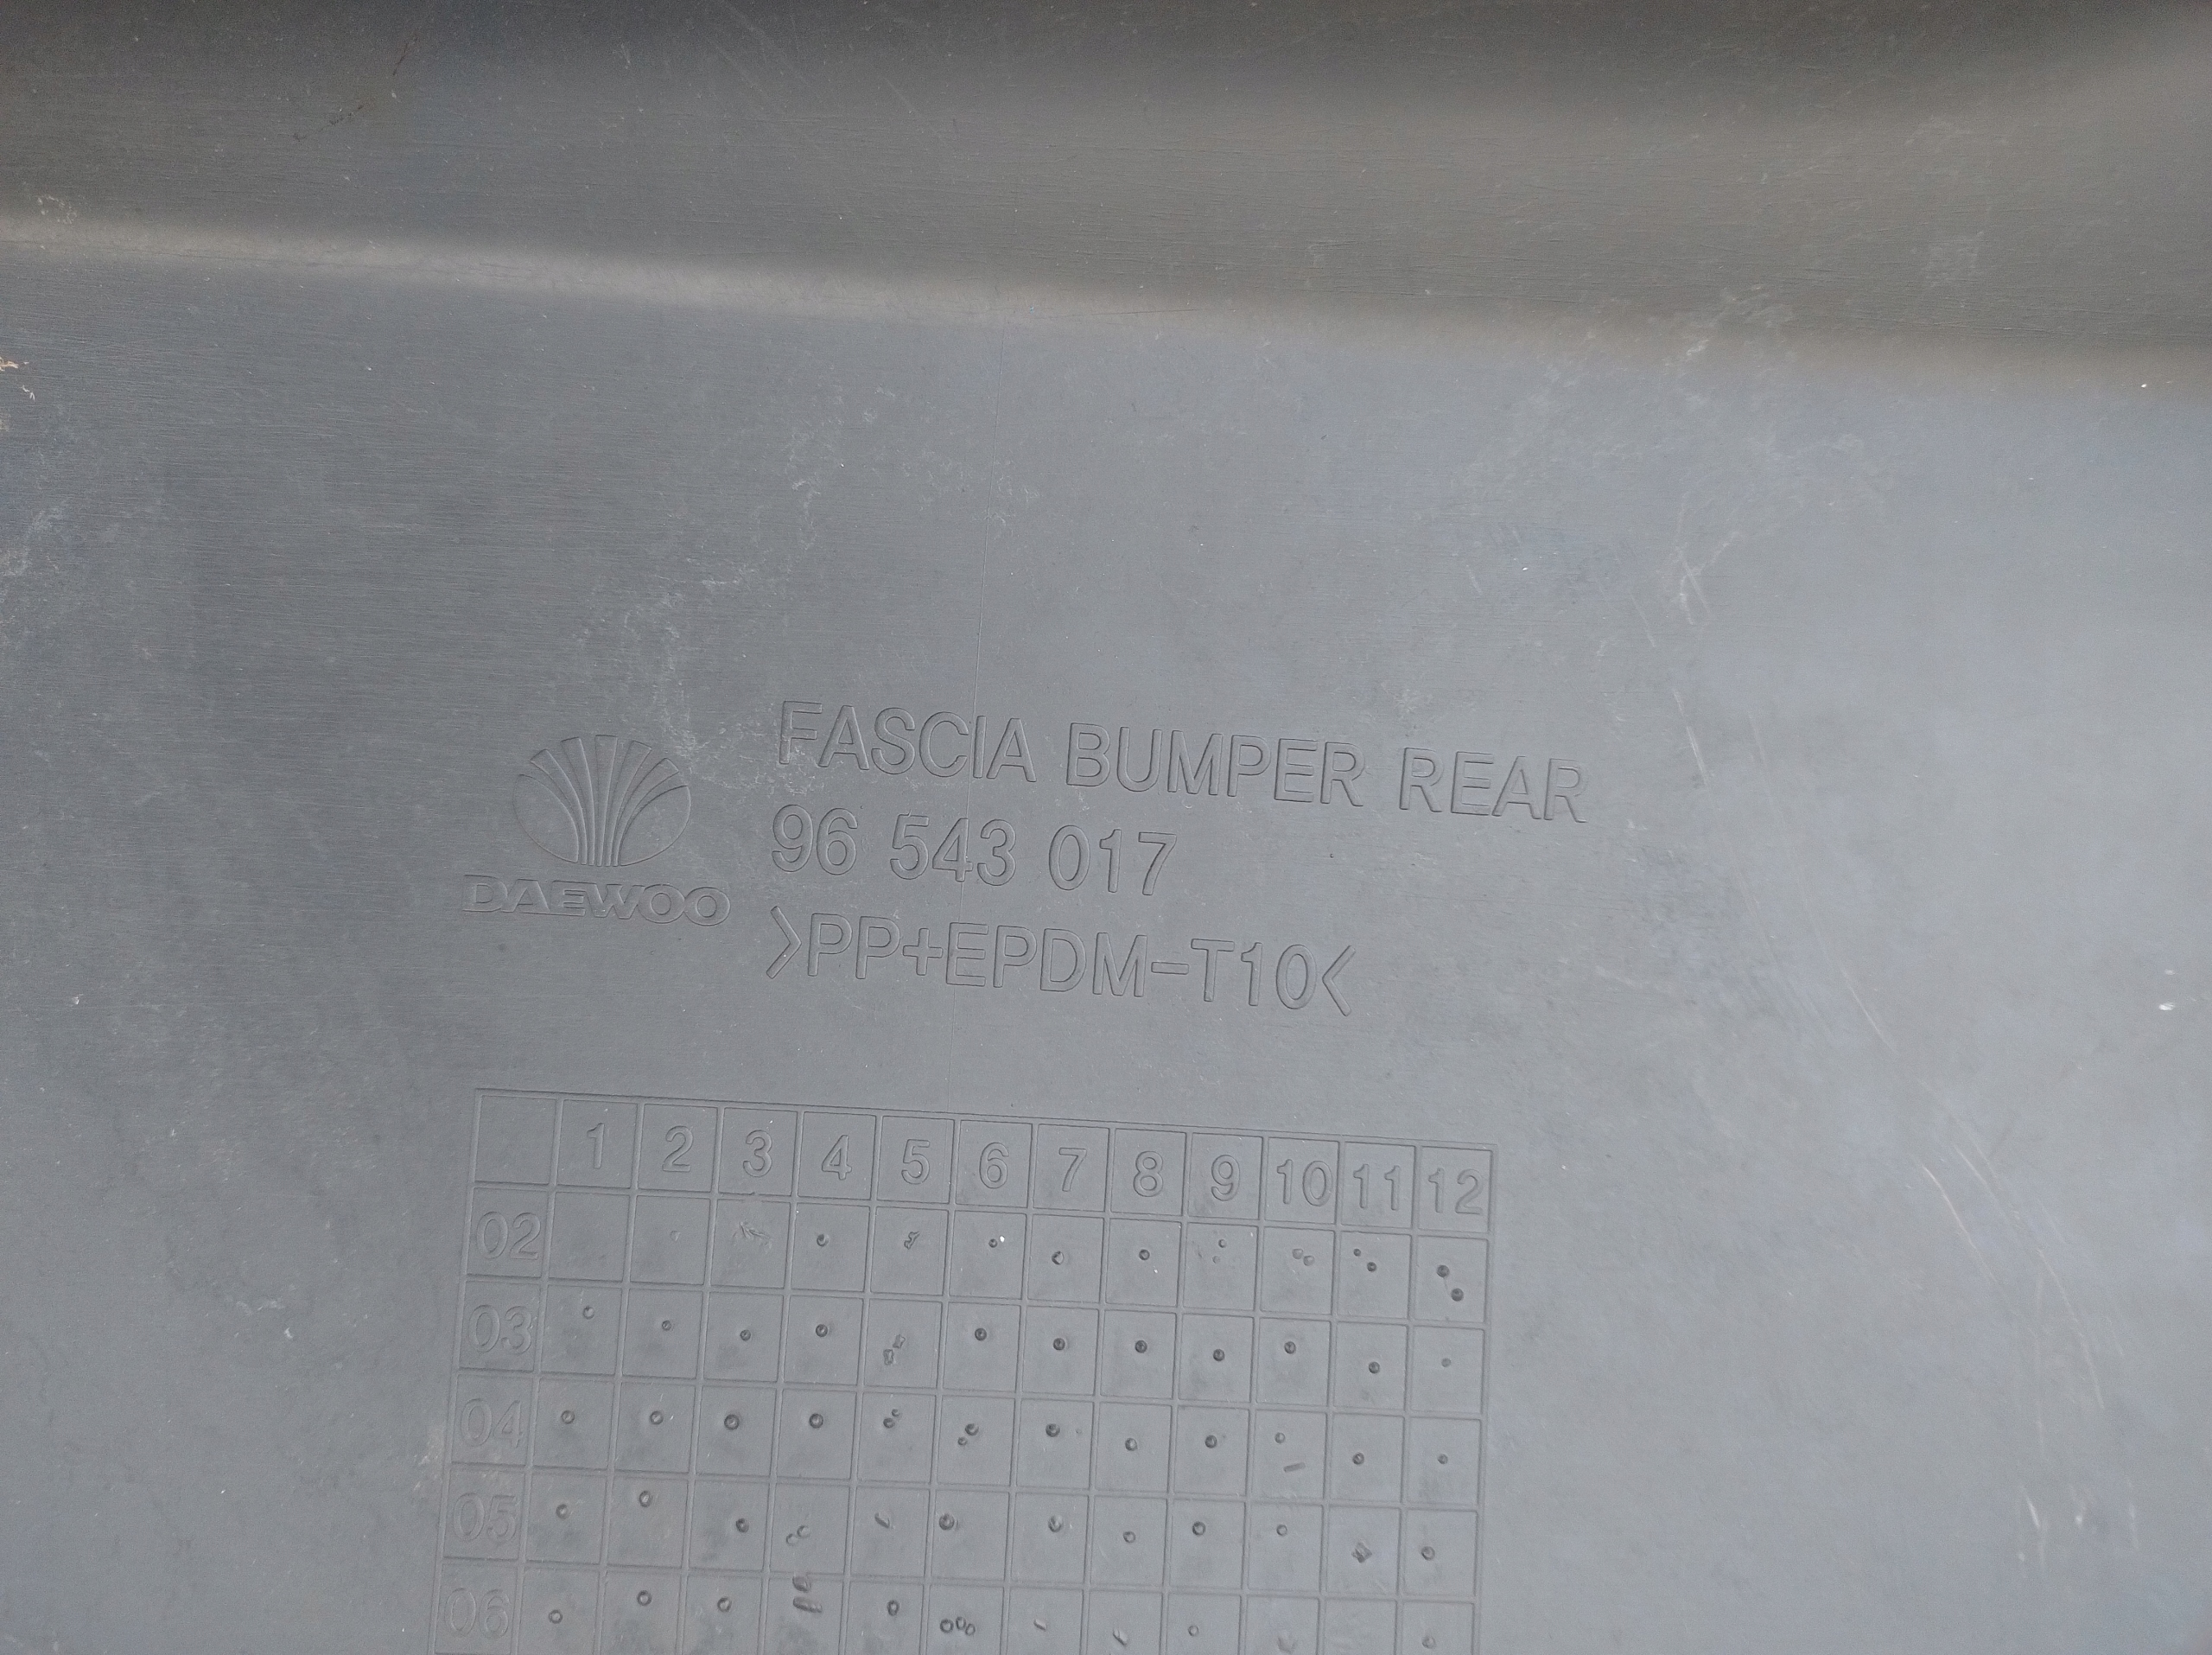 FASCIA BUMPER REAR
96 543 017
DAEWOO
>PP+EPDM-T10<
1 2 3 4 5 6 7 8 9 10 11 12
02
03
04
05
06